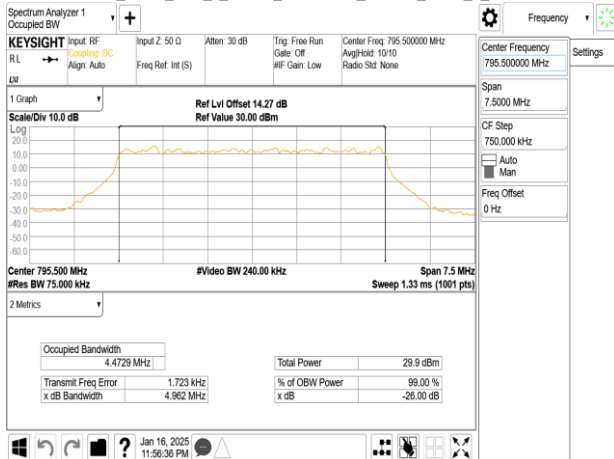 Spectrum Analyzer 1
Occupied BW
+
Frequency
KEYSIGHT
Input: RF
Input Z: 50 Ω
Atten: 30 dB
Trig: Free Run
Center Freq: 795.500000 MHz
RL
Coupling: DC
Gate: Off
Avg|Hold: 10/10
Align: Auto
Freq Ref: Int (S)
#IF Gain: Low
Radio Std: None
LXI
Center Frequency
795.500000 MHz
Settings
Span
7.5000 MHz
CF Step
750.000 kHz
Auto
Man
Freq Offset
0 Hz
1 Graph
Ref Lvl Offset 14.27 dB
Scale/Div 10.0 dB
Ref Value 30.00 dBm
Log
20.0
10.0
0.00
-10.0
-20.0
-30.0
-40.0
-50.0
-60.0
Center 795.500 MHz
#Video BW 240.00 kHz
Span 7.5 MHz
#Res BW 75.000 kHz
Sweep 1.33 ms (1001 pts)
2 Metrics
Occupied Bandwidth
4.4729 MHz
Total Power
29.9 dBm
Transmit Freq Error
1.723 kHz
% of OBW Power
99.00 %
x dB Bandwidth
4.962 MHz
x dB
-26.00 dB
?
Jan 16, 2025
11:56:36 PM